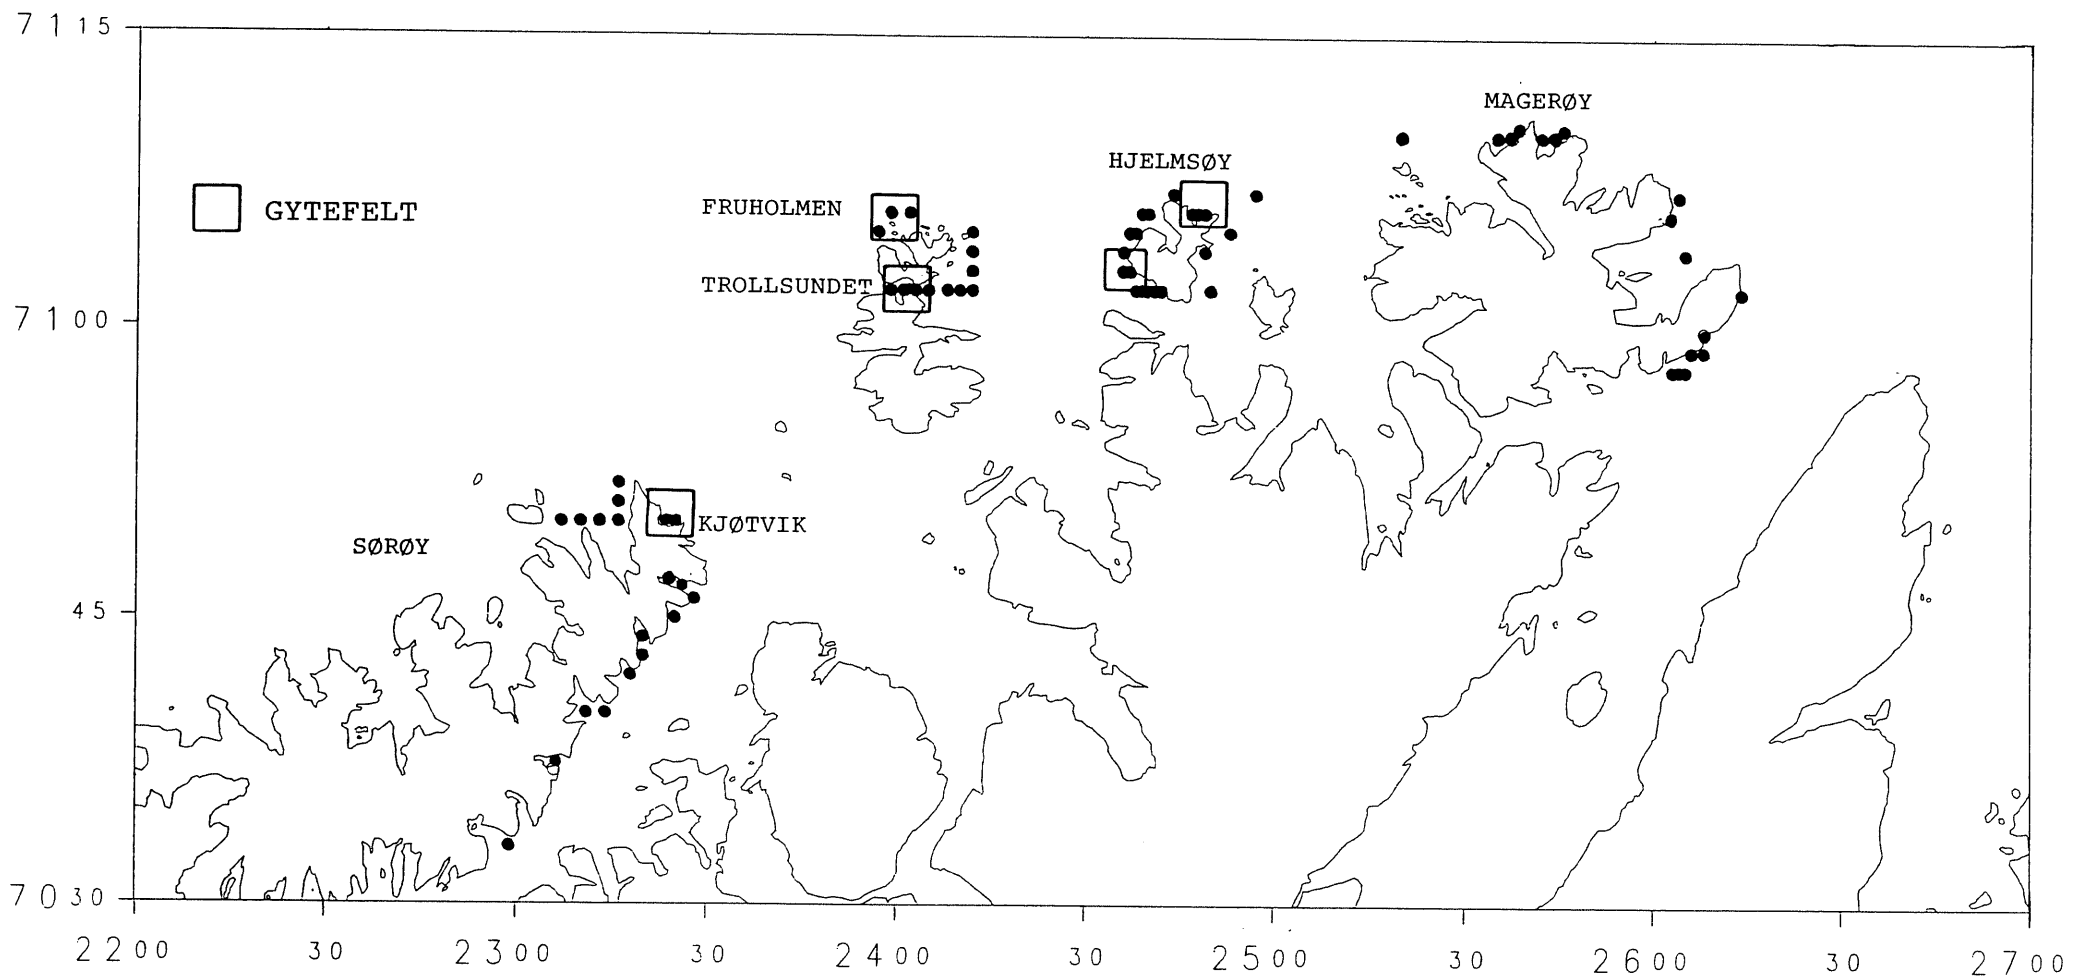 7115
MAGERØY
HJELMSØY
GYTEFELT
FRUHOLMEN
TROLLSUNDET
7100
KJØTVIK
SØRØY
45
7030
2200 30 2300 30 2400 30 2500 30 2600 30 2700